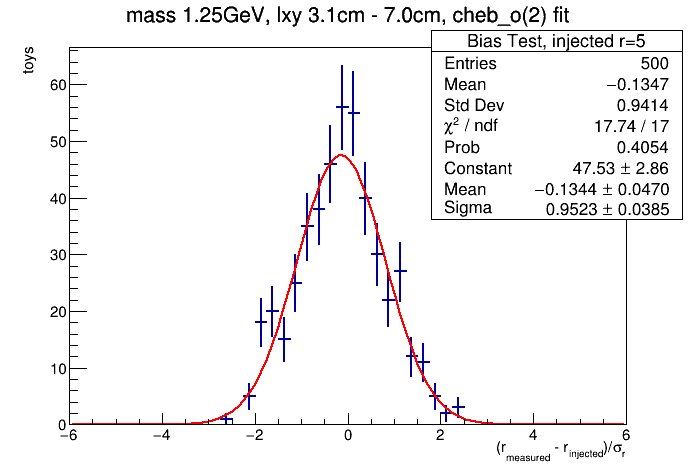 mass 1.25GeV, lxy 3.1cm - 7.0cm, cheb_o(2) fit
toys
Bias Test, injected r=5
Entries 500
Mean −0.1347
Std Dev 0.9414
χ² / ndf 17.74 / 17
Prob 0.4054
Constant 47.53 ± 2.86
Mean −0.1344 ± 0.0470
Sigma 0.9523 ± 0.0385
60
50
40
30
20
10
0
−6 −4 −2 0 2 4 6
(r_measured - r_injected)/σ_r